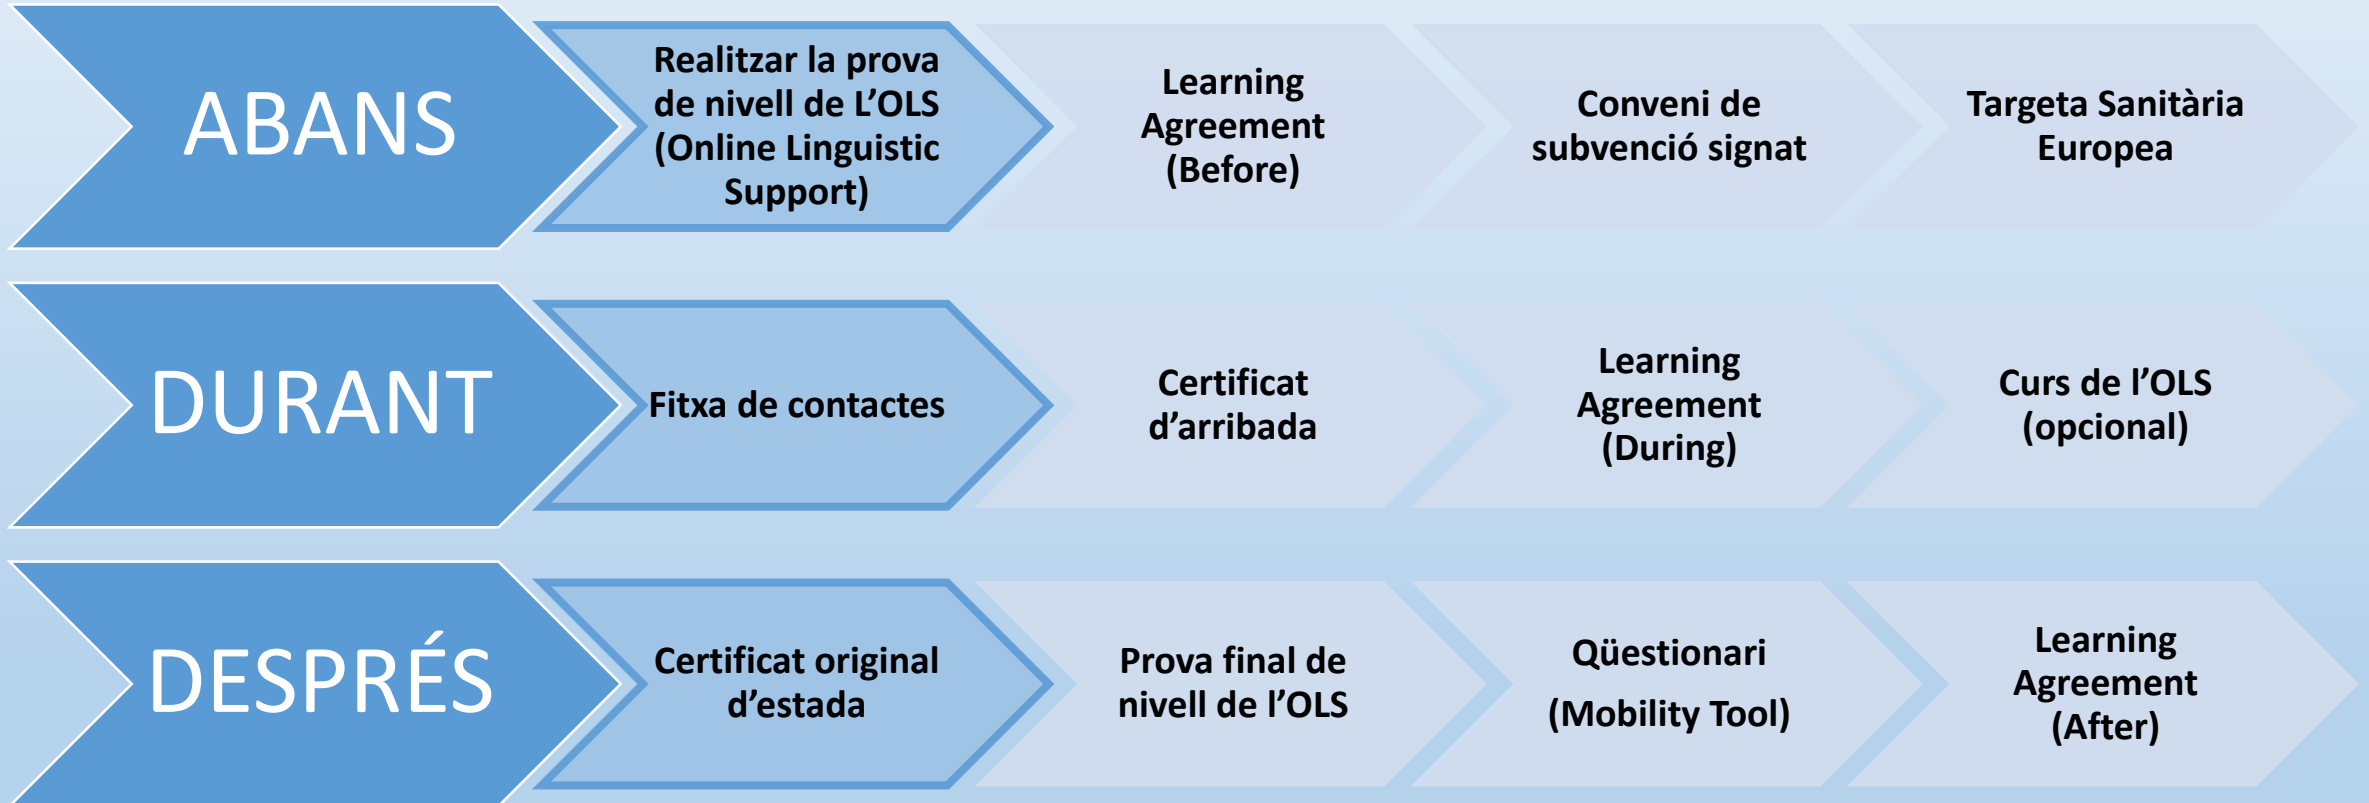 ABANS
Realitzar la prova
de nivell de L’OLS
(Online Linguistic
Support)
Learning
Agreement
(Before)
Conveni de
subvenció signat
Targeta Sanitària
Europea
DURANT
Fitxa de contactes
Certificat
d’arribada
Learning
Agreement
(During)
Curs de l’OLS
(opcional)
DESPRÉS
Certificat original
d’estada
Prova final de
nivell de l’OLS
Qüestionari
(Mobility Tool)
Learning
Agreement
(After)